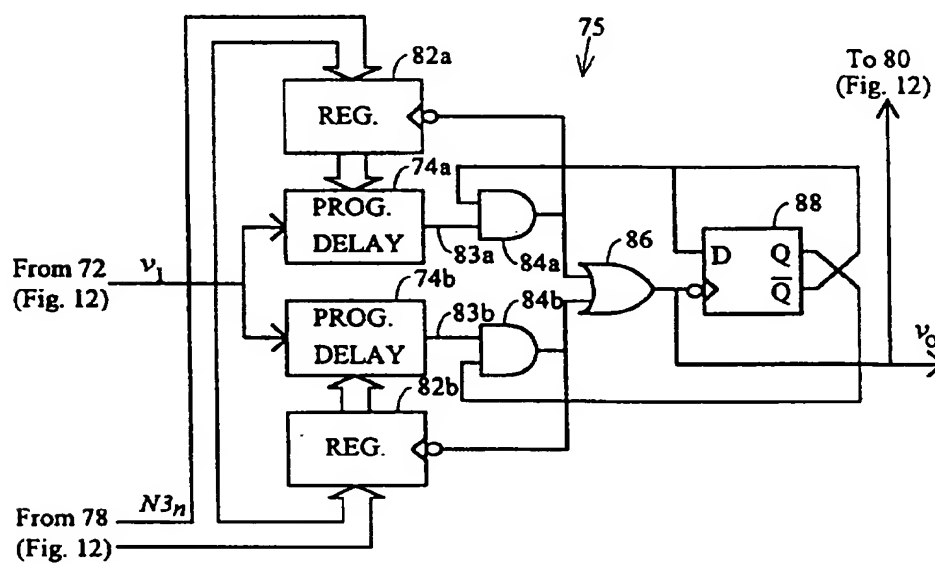 75
82a
To 80
(Fig. 12)
REG.
74a
PROG.
DELAY
83a
84a
86
88
D
Q
Q̅
From 72
(Fig. 12)
v₁
74b
PROG.
DELAY
83b
84b
82b
REG.
vₒ
From 78
(Fig. 12)
N3ₙ